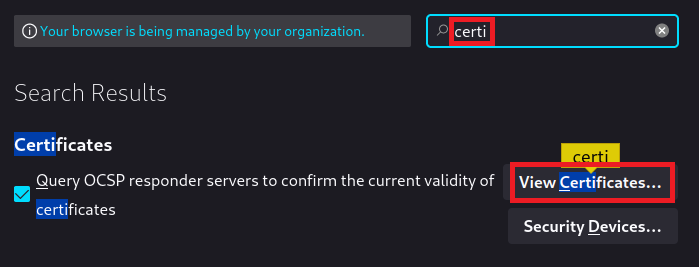 Your browser is being managed by your organization.
certi
Search Results
Certificates
certi
Query OCSP responder servers to confirm the current validity of
certificates
View Certificates...
Security Devices...